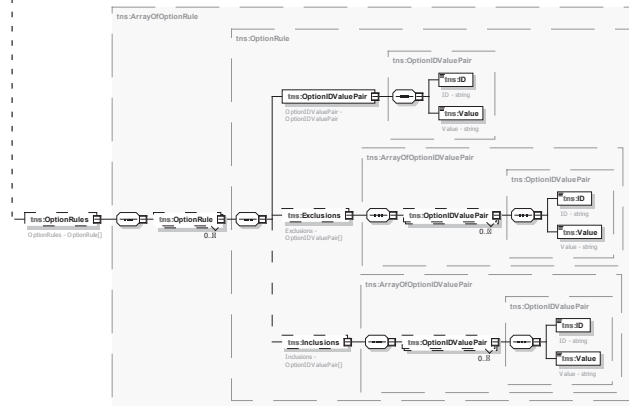 tns:ArrayOfOptionRule
tns:OptionRule
tns:OptionIDValuePair
tns:ID
ID - string
tns:OptionIDValuePair
OptionIDValuePair -
OptionIDValuePair
tns:Value
Value - string
tns:ArrayOfOptionIDValuePair
tns:OptionIDValuePair
tns:ID
ID - string
tns:OptionRules
OptionRules - OptionRule[]
tns:OptionRule
tns:Exclusions
Exclusions -
OptionIDValuePair[]
tns:OptionIDValuePair
tns:Value
Value - string
tns:ArrayOfOptionIDValuePair
tns:OptionIDValuePair
tns:ID
ID - string
tns:Inclusions
Inclusions -
OptionIDValuePair[]
tns:OptionIDValuePair
tns:Value
Value - string